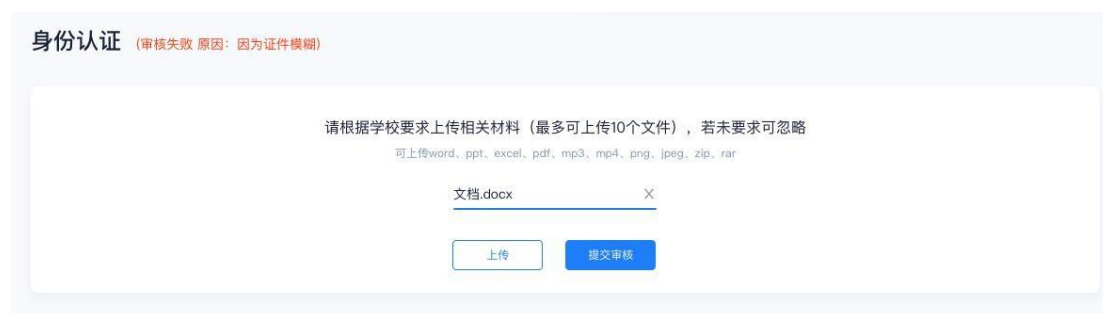 身份认证 (审核失败 原因：因为证件模糊)
请根据学校要求上传相关材料（最多可上传10个文件），若未要求可忽略
可上传word、ppt、excel、pdf、mp3、mp4、png、jpeg、zip、rar
文档.docx ×
上传 提交审核